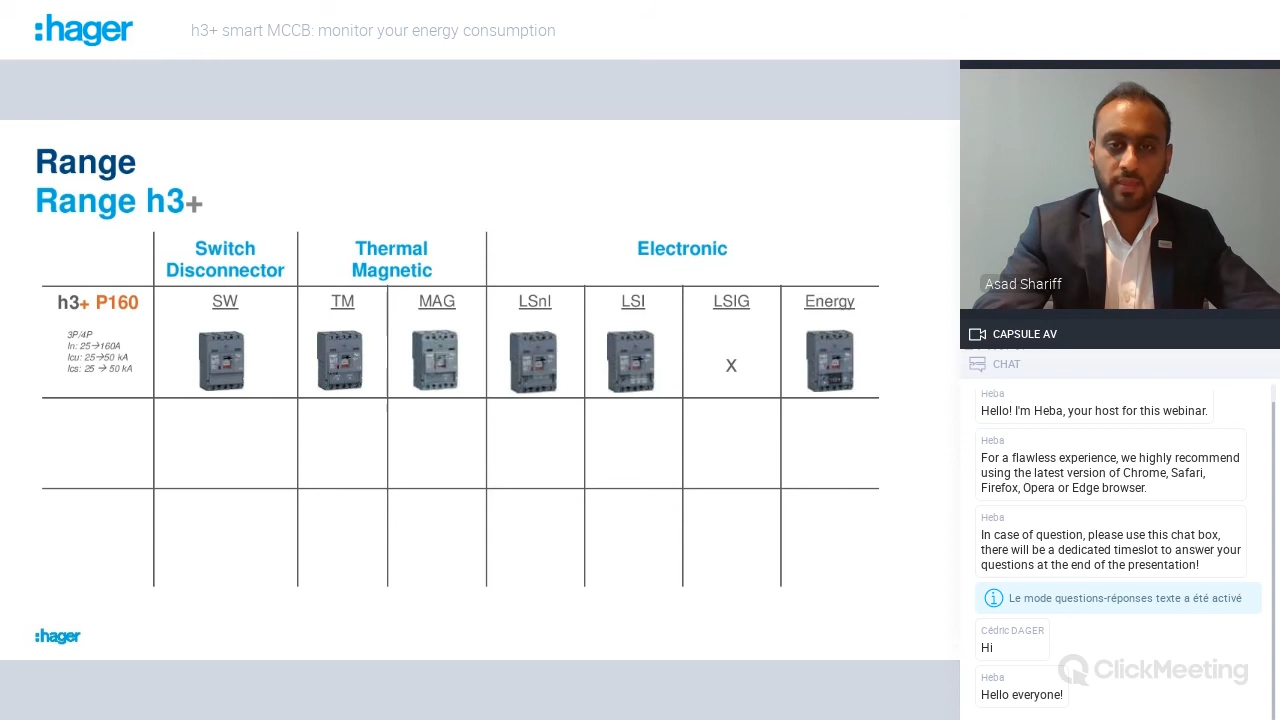 :hager
h3+ smart MCCB: monitor your energy consumption
Range
Range h3+
Switch
Disconnector
Thermal
Magnetic
Electronic
h3+ P160
SW
TM
MAG
LSnI
LSI
LSIG
Energy
3P/4P
In: 25→160A
Icu: 25→50 kA
Ics: 25 → 50 kA
X
:hager
Asad Shariff
CAPSULE AV
CHAT
Heba
Hello! I'm Heba, your host for this webinar.
Heba
For a flawless experience, we highly recommend
using the latest version of Chrome, Safari,
Firefox, Opera or Edge browser.
Heba
In case of question, please use this chat box,
there will be a dedicated timeslot to answer your
questions at the end of the presentation!
Le mode questions-réponses texte a été activé
Cédric DAGER
Hi
Heba
Hello everyone!
ClickMeeting